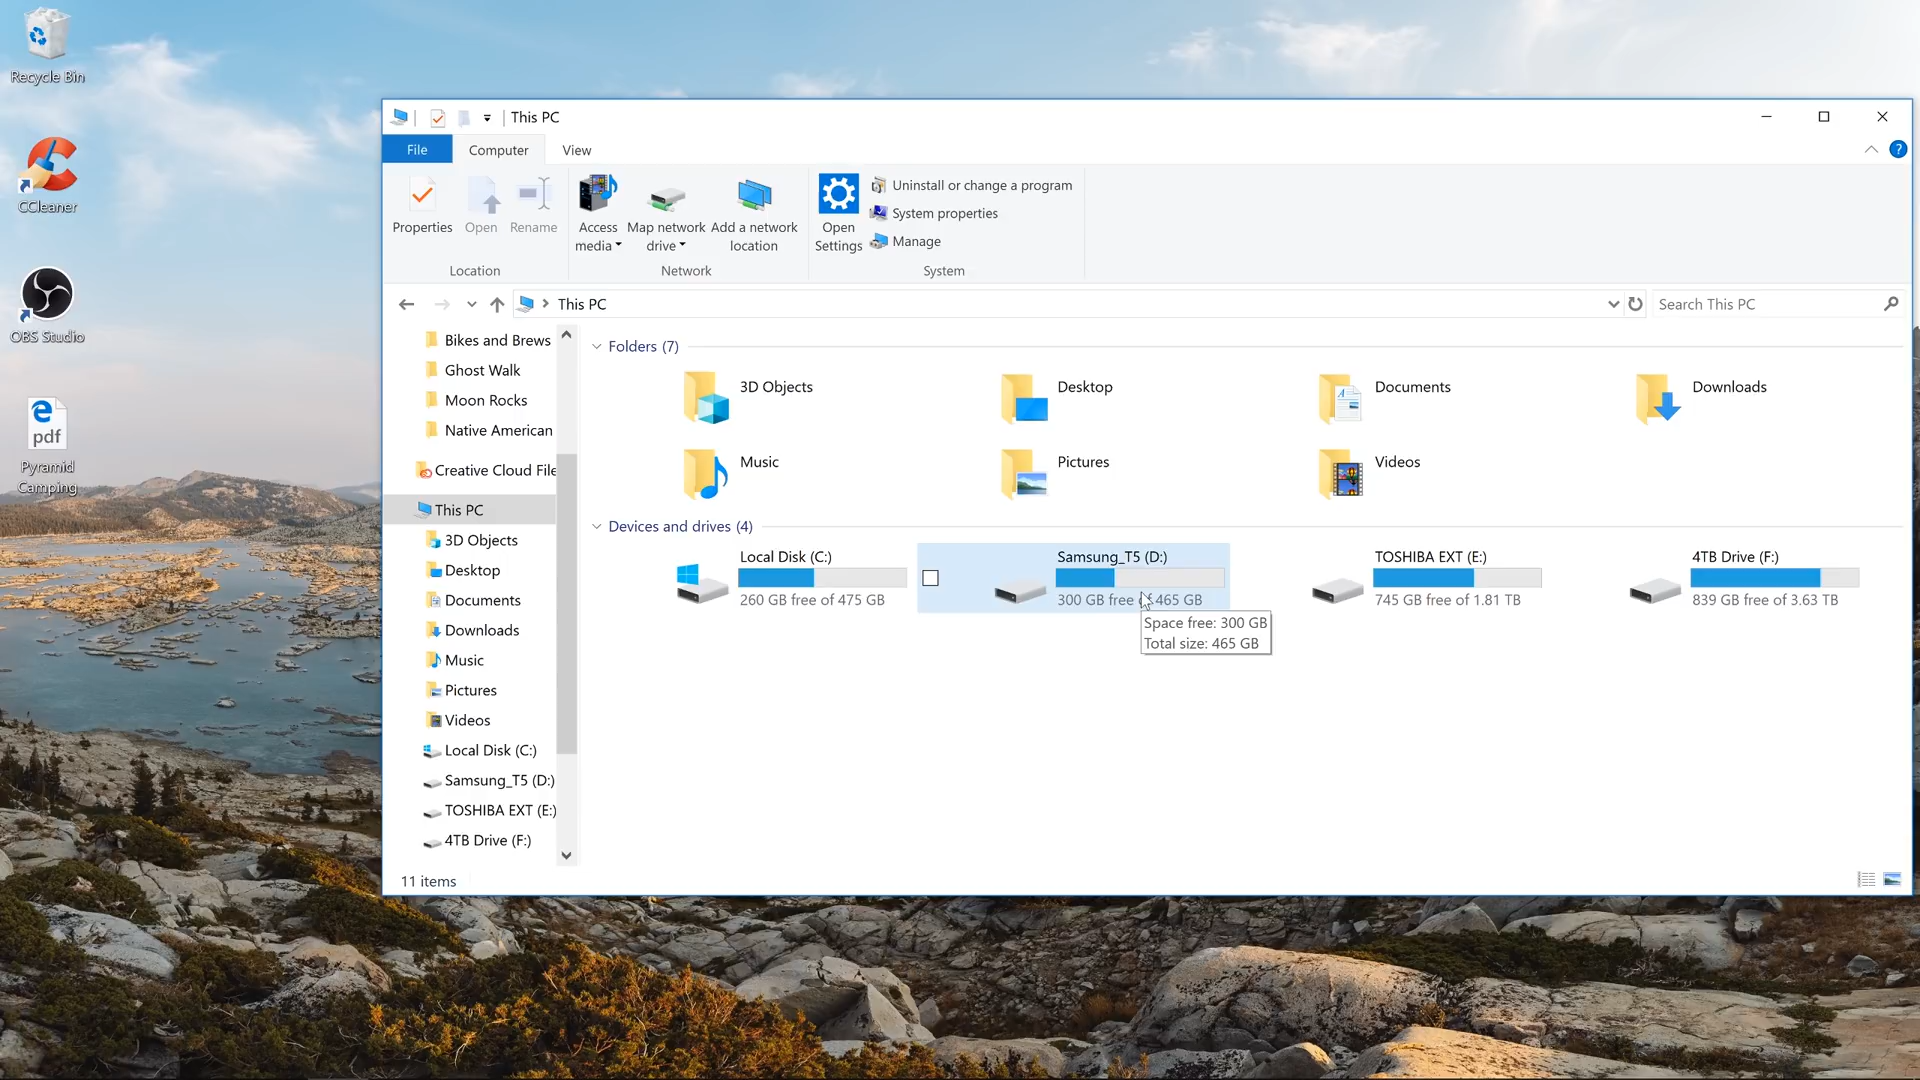 Recycle Bin
CCleaner
OBS Studio
pdf
Pyramid
Camping
This PC
File
Computer
View
?
Properties
Open
Rename
Access
media
Map network
drive
Add a network
location
Open
Settings
Uninstall or change a program
System properties
Manage
Location
Network
System
This PC
Search This PC
Bikes and Brews
Ghost Walk
Moon Rocks
Native American
Creative Cloud File
This PC
3D Objects
Desktop
Documents
Downloads
Music
Pictures
Videos
Local Disk (C:)
Samsung_T5 (D:)
TOSHIBA EXT (E:)
4TB Drive (F:)
Folders (7)
3D Objects
Desktop
Documents
Downloads
Music
Pictures
Videos
Devices and drives (4)
Local Disk (C:)
260 GB free of 475 GB
Samsung_T5 (D:)
300 GB free of 465 GB
Space free: 300 GB
Total size: 465 GB
TOSHIBA EXT (E:)
745 GB free of 1.81 TB
4TB Drive (F:)
839 GB free of 3.63 TB
11 items